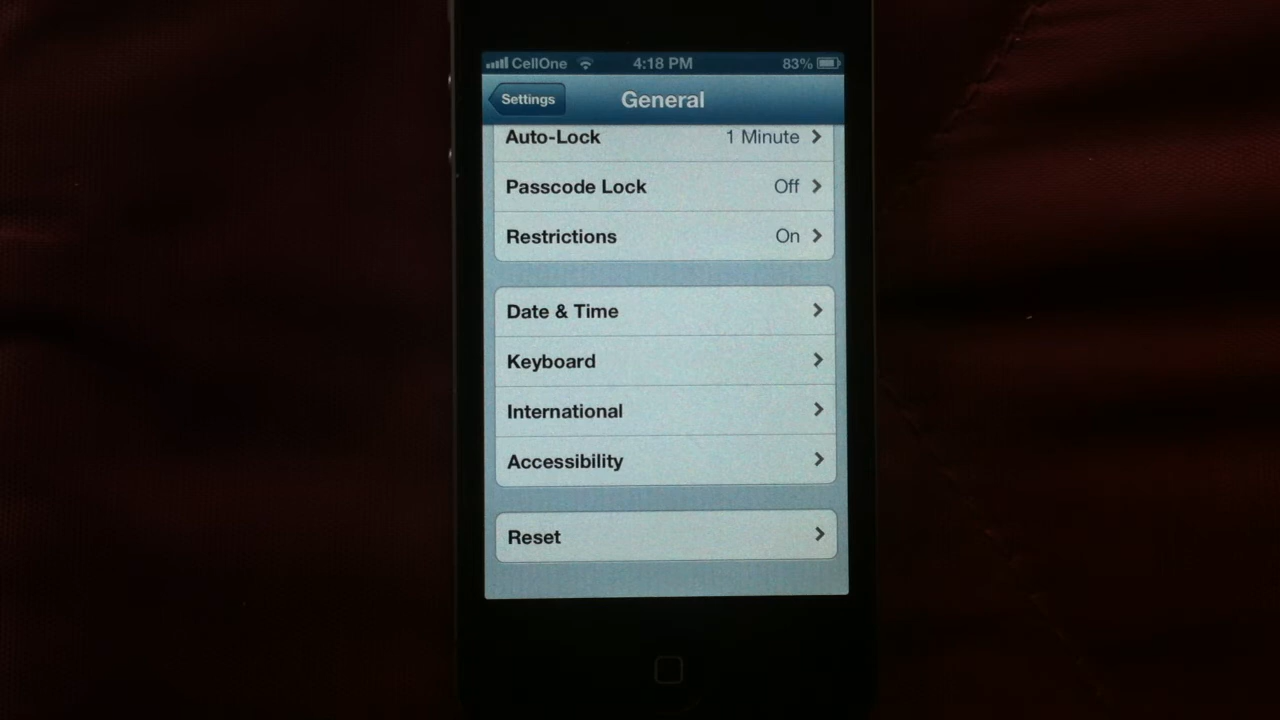 CellOne 4:18 PM 83%
Settings General
Auto-Lock 1 Minute
Passcode Lock Off
Restrictions On
Date & Time
Keyboard
International
Accessibility
Reset